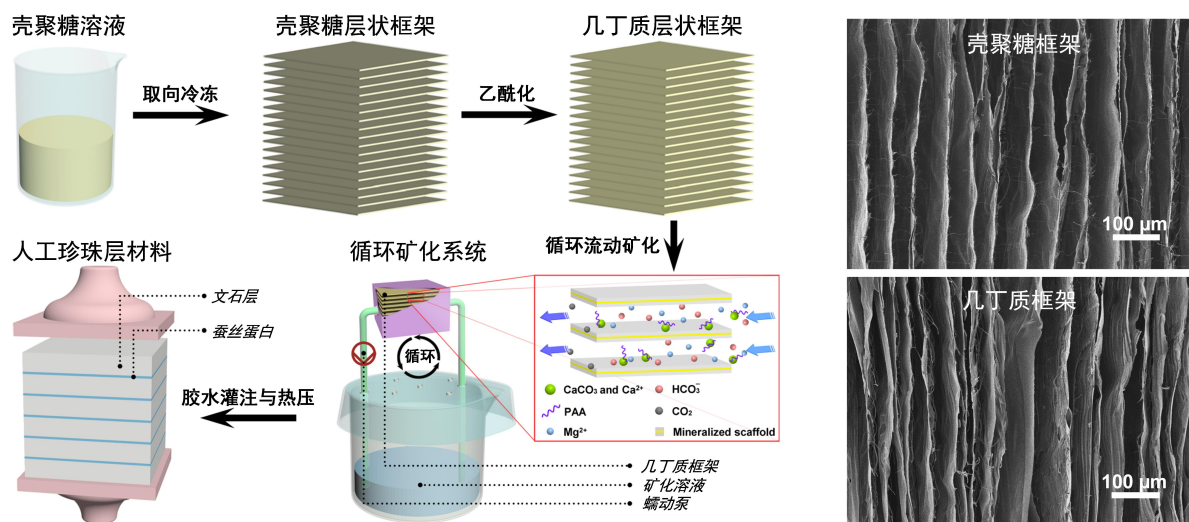 壳聚糖溶液
壳聚糖层状框架
几丁质层状框架
取向冷冻
乙酰化
循环流动矿化
人工珍珠层材料
循环矿化系统
文石层
蚕丝蛋白
循环
胶水灌注与热压
PAA
CaCO₃ and Ca²⁺
HCO₃⁻
PAA
CO₂
Mg²⁺
Mineralized scaffold
几丁质框架
矿化溶液
蠕动泵
壳聚糖框架
100 μm
几丁质框架
100 μm